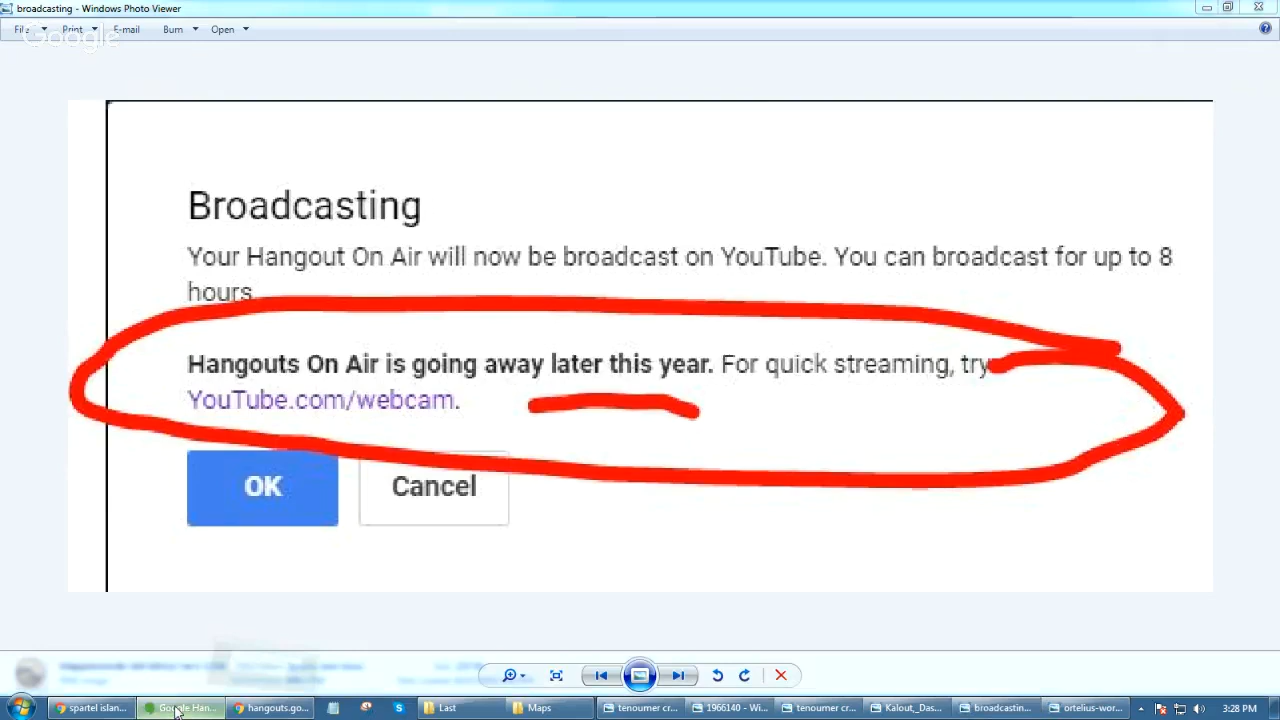 broadcasting - Windows Photo Viewer
File Print E-mail Burn Open
Google
Broadcasting
Your Hangout On Air will now be broadcast on YouTube. You can broadcast for up to 8
hours.
Hangouts On Air is going away later this year. For quick streaming, try
YouTube.com/webcam.
OK Cancel
spartel islan... Google Han... hangouts.go... Last Maps tenoumer cr... 1966140 - Wi... tenoumer cr... Kalout_Das... broadcastin... ortelius-wor... 3:28 PM